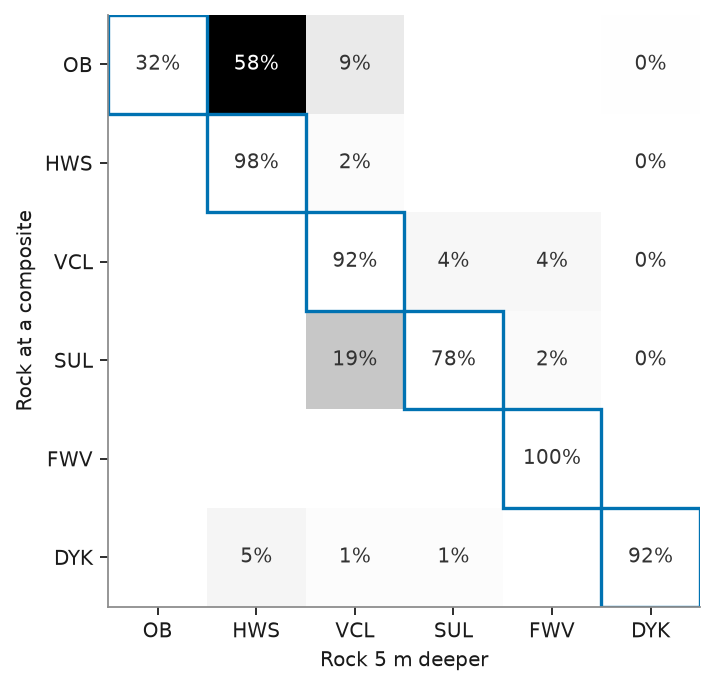 OB 32% 58% 9% 0%
HWS 98% 2% 0%
VCL 92% 4% 4% 0%
SUL 19% 78% 2% 0%
FWV 100%
DYK 5% 1% 1% 92%
OB HWS VCL SUL FWV DYK
Rock 5 m deeper
Rock at a composite